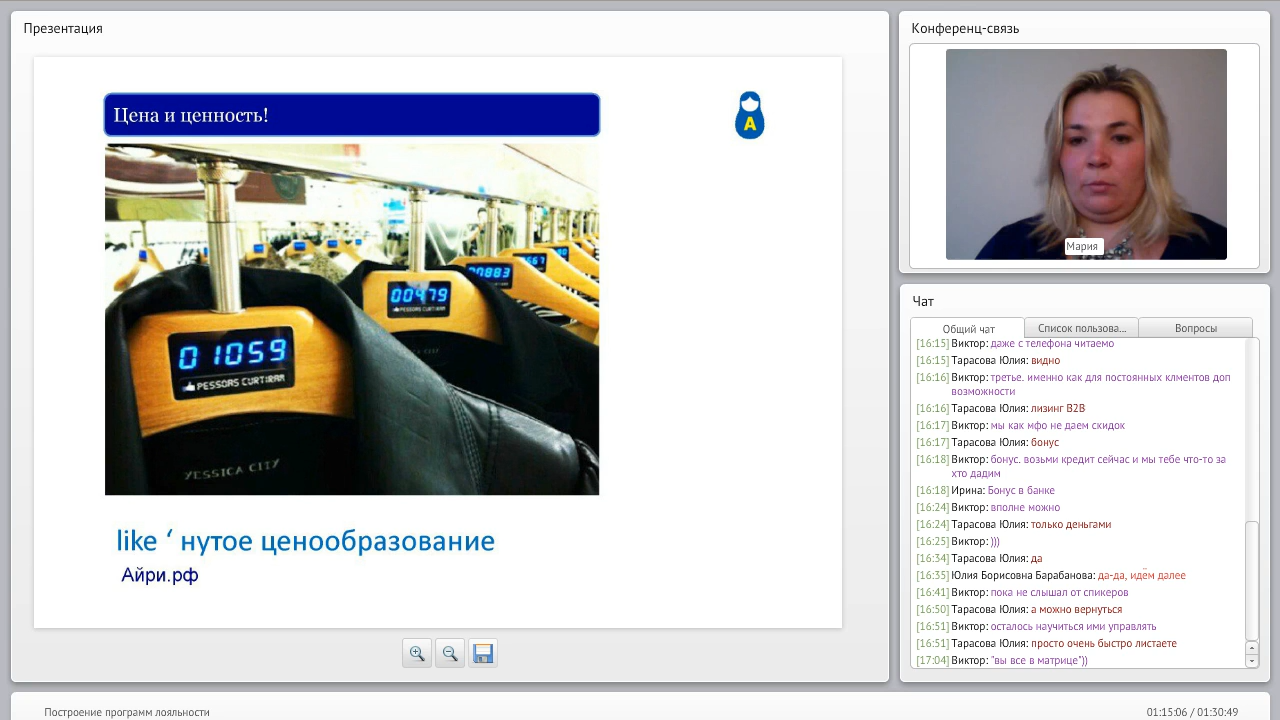 Презентация
Цена и ценность!
A
01059
PESSOAS CURTIRAM
00479
PESSOAS CURTIRAM
00883
YESSICA CITY
like ‘ нутое ценообразование
Айри.рф
Конференц-связь
Мария
Чат
Общий чат
Список пользова...
Вопросы
[16:15] Виктор: даже с телефона читаемо
[16:15] Тарасова Юлия: видно
[16:16] Виктор: третье. именно как для постоянных клментов доп
возможности
[16:16] Тарасова Юлия: лизинг B2B
[16:17] Виктор: мы как мфо не даем скидок
[16:17] Тарасова Юлия: бонус
[16:18] Виктор: бонус. возьми кредит сейчас и мы тебе что-то за
хто дадим
[16:18] Ирина: Бонус в банке
[16:24] Виктор: вполне можно
[16:24] Тарасова Юлия: только деньгами
[16:25] Виктор: )))
[16:34] Тарасова Юлия: да
[16:35] Юлия Борисовна Барабанова: да-да, идём далее
[16:41] Виктор: пока не слышал от спикеров
[16:50] Тарасова Юлия: а можно вернуться
[16:51] Виктор: осталось научиться ими управлять
[16:51] Тарасова Юлия: просто очень быстро листаете
[17:04] Виктор: "вы все в матрице"))
Построение программ лояльности
01:15:06 / 01:30:49